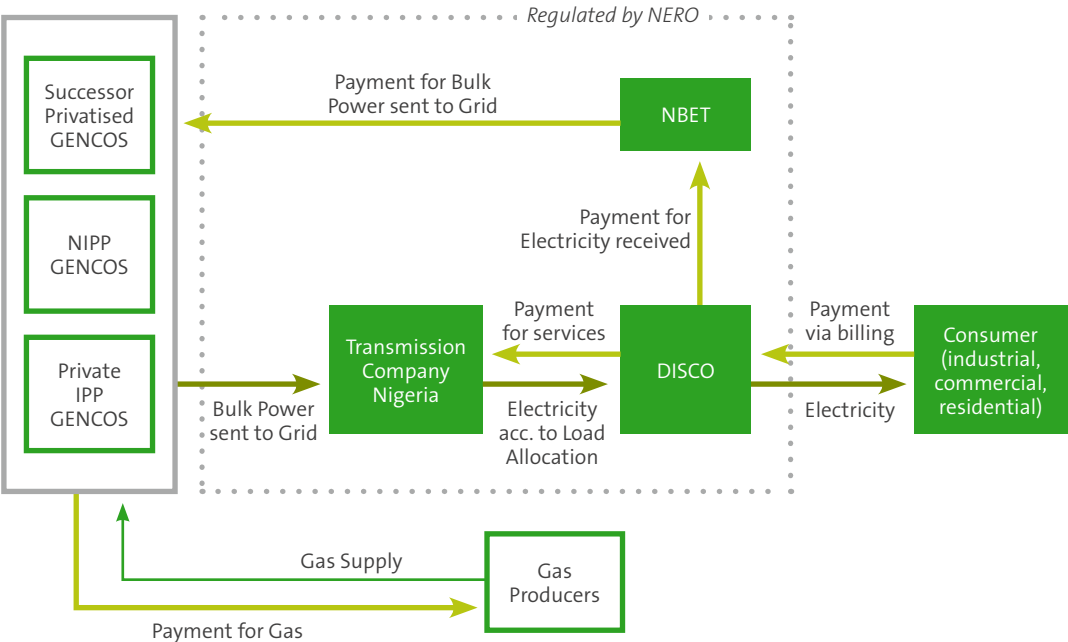 Regulated by NERO
Successor
Privatised
GENCOS
NIPP
GENCOS
Private
IPP
GENCOS
Payment for Bulk
Power sent to Grid
NBET
Payment for
Electricity received
Bulk Power
sent to Grid
Transmission
Company
Nigeria
Payment
for services
Electricity
acc. to Load
Allocation
DISCO
Payment
via billing
Electricity
Consumer
(industrial,
commercial,
residential)
Gas Supply
Gas
Producers
Payment for Gas